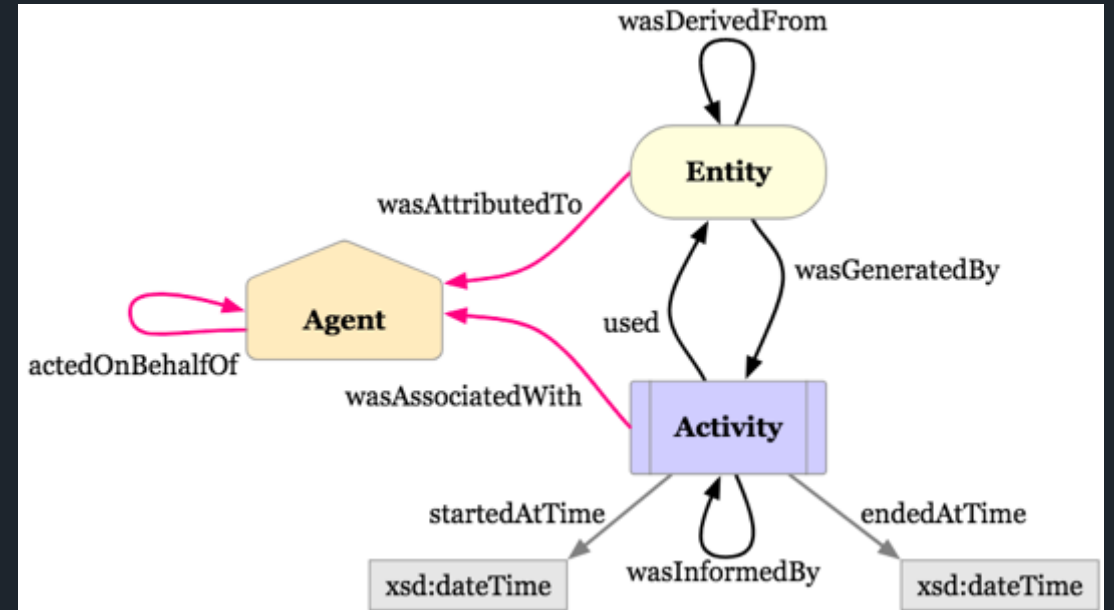 wasDerivedFrom
Entity
wasAttributedTo
wasGeneratedBy
Agent
used
actedOnBehalfOf
wasAssociatedWith
Activity
startedAtTime
endedAtTime
wasInformedBy
xsd:dateTime
xsd:dateTime